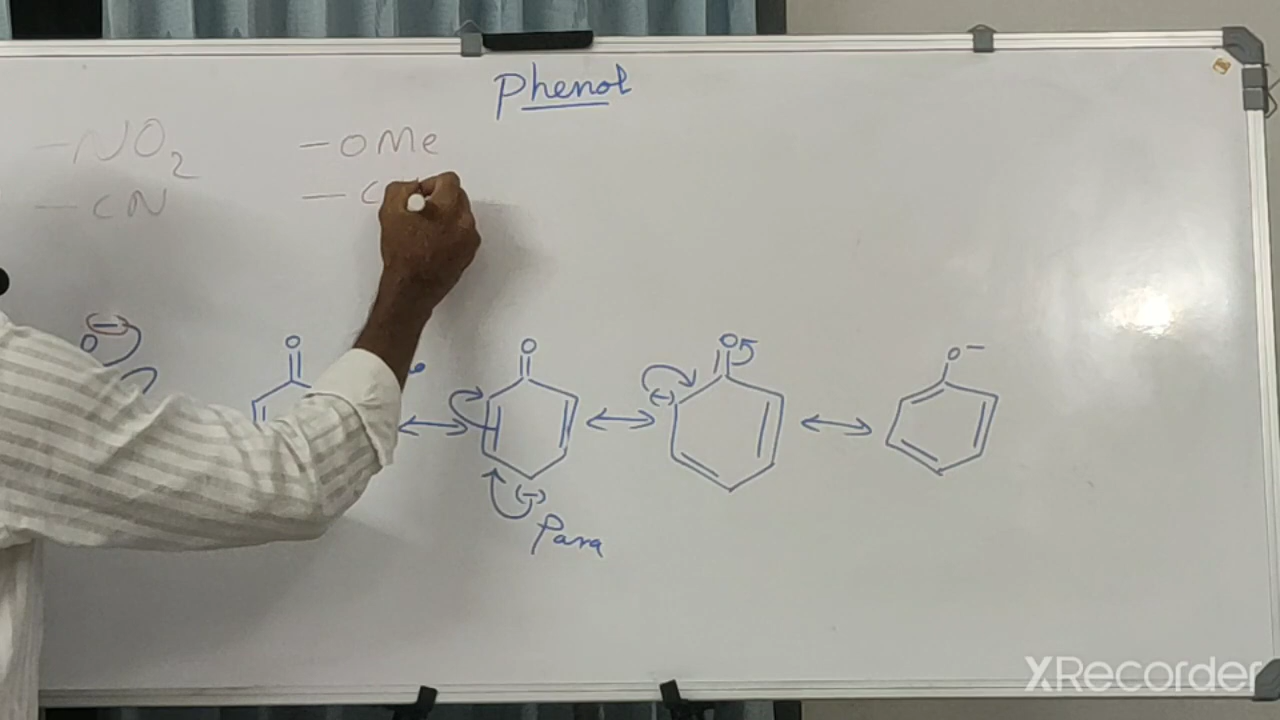 Phenol
-NO2 -OMe
-CN -C
O O O O O-
(-) (-)
Para
XRecorder